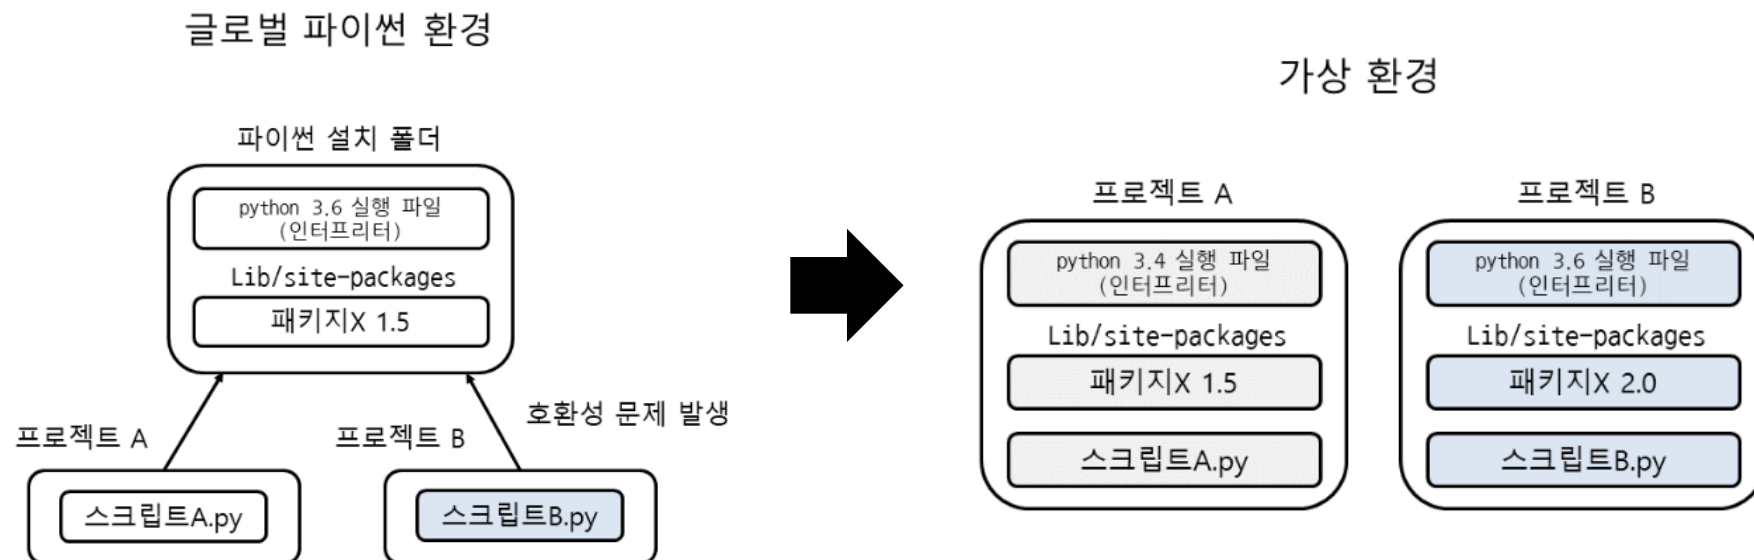 글로벌 파이썬 환경
파이썬 설치 폴더
python 3.6 실행 파일
(인터프리터)
Lib/site-packages
패키지X 1.5
호환성 문제 발생
프로젝트 A
프로젝트 B
스크립트A.py
스크립트B.py
가상 환경
프로젝트 A
python 3.4 실행 파일
(인터프리터)
Lib/site-packages
패키지X 1.5
스크립트A.py
프로젝트 B
python 3.6 실행 파일
(인터프리터)
Lib/site-packages
패키지X 2.0
스크립트B.py